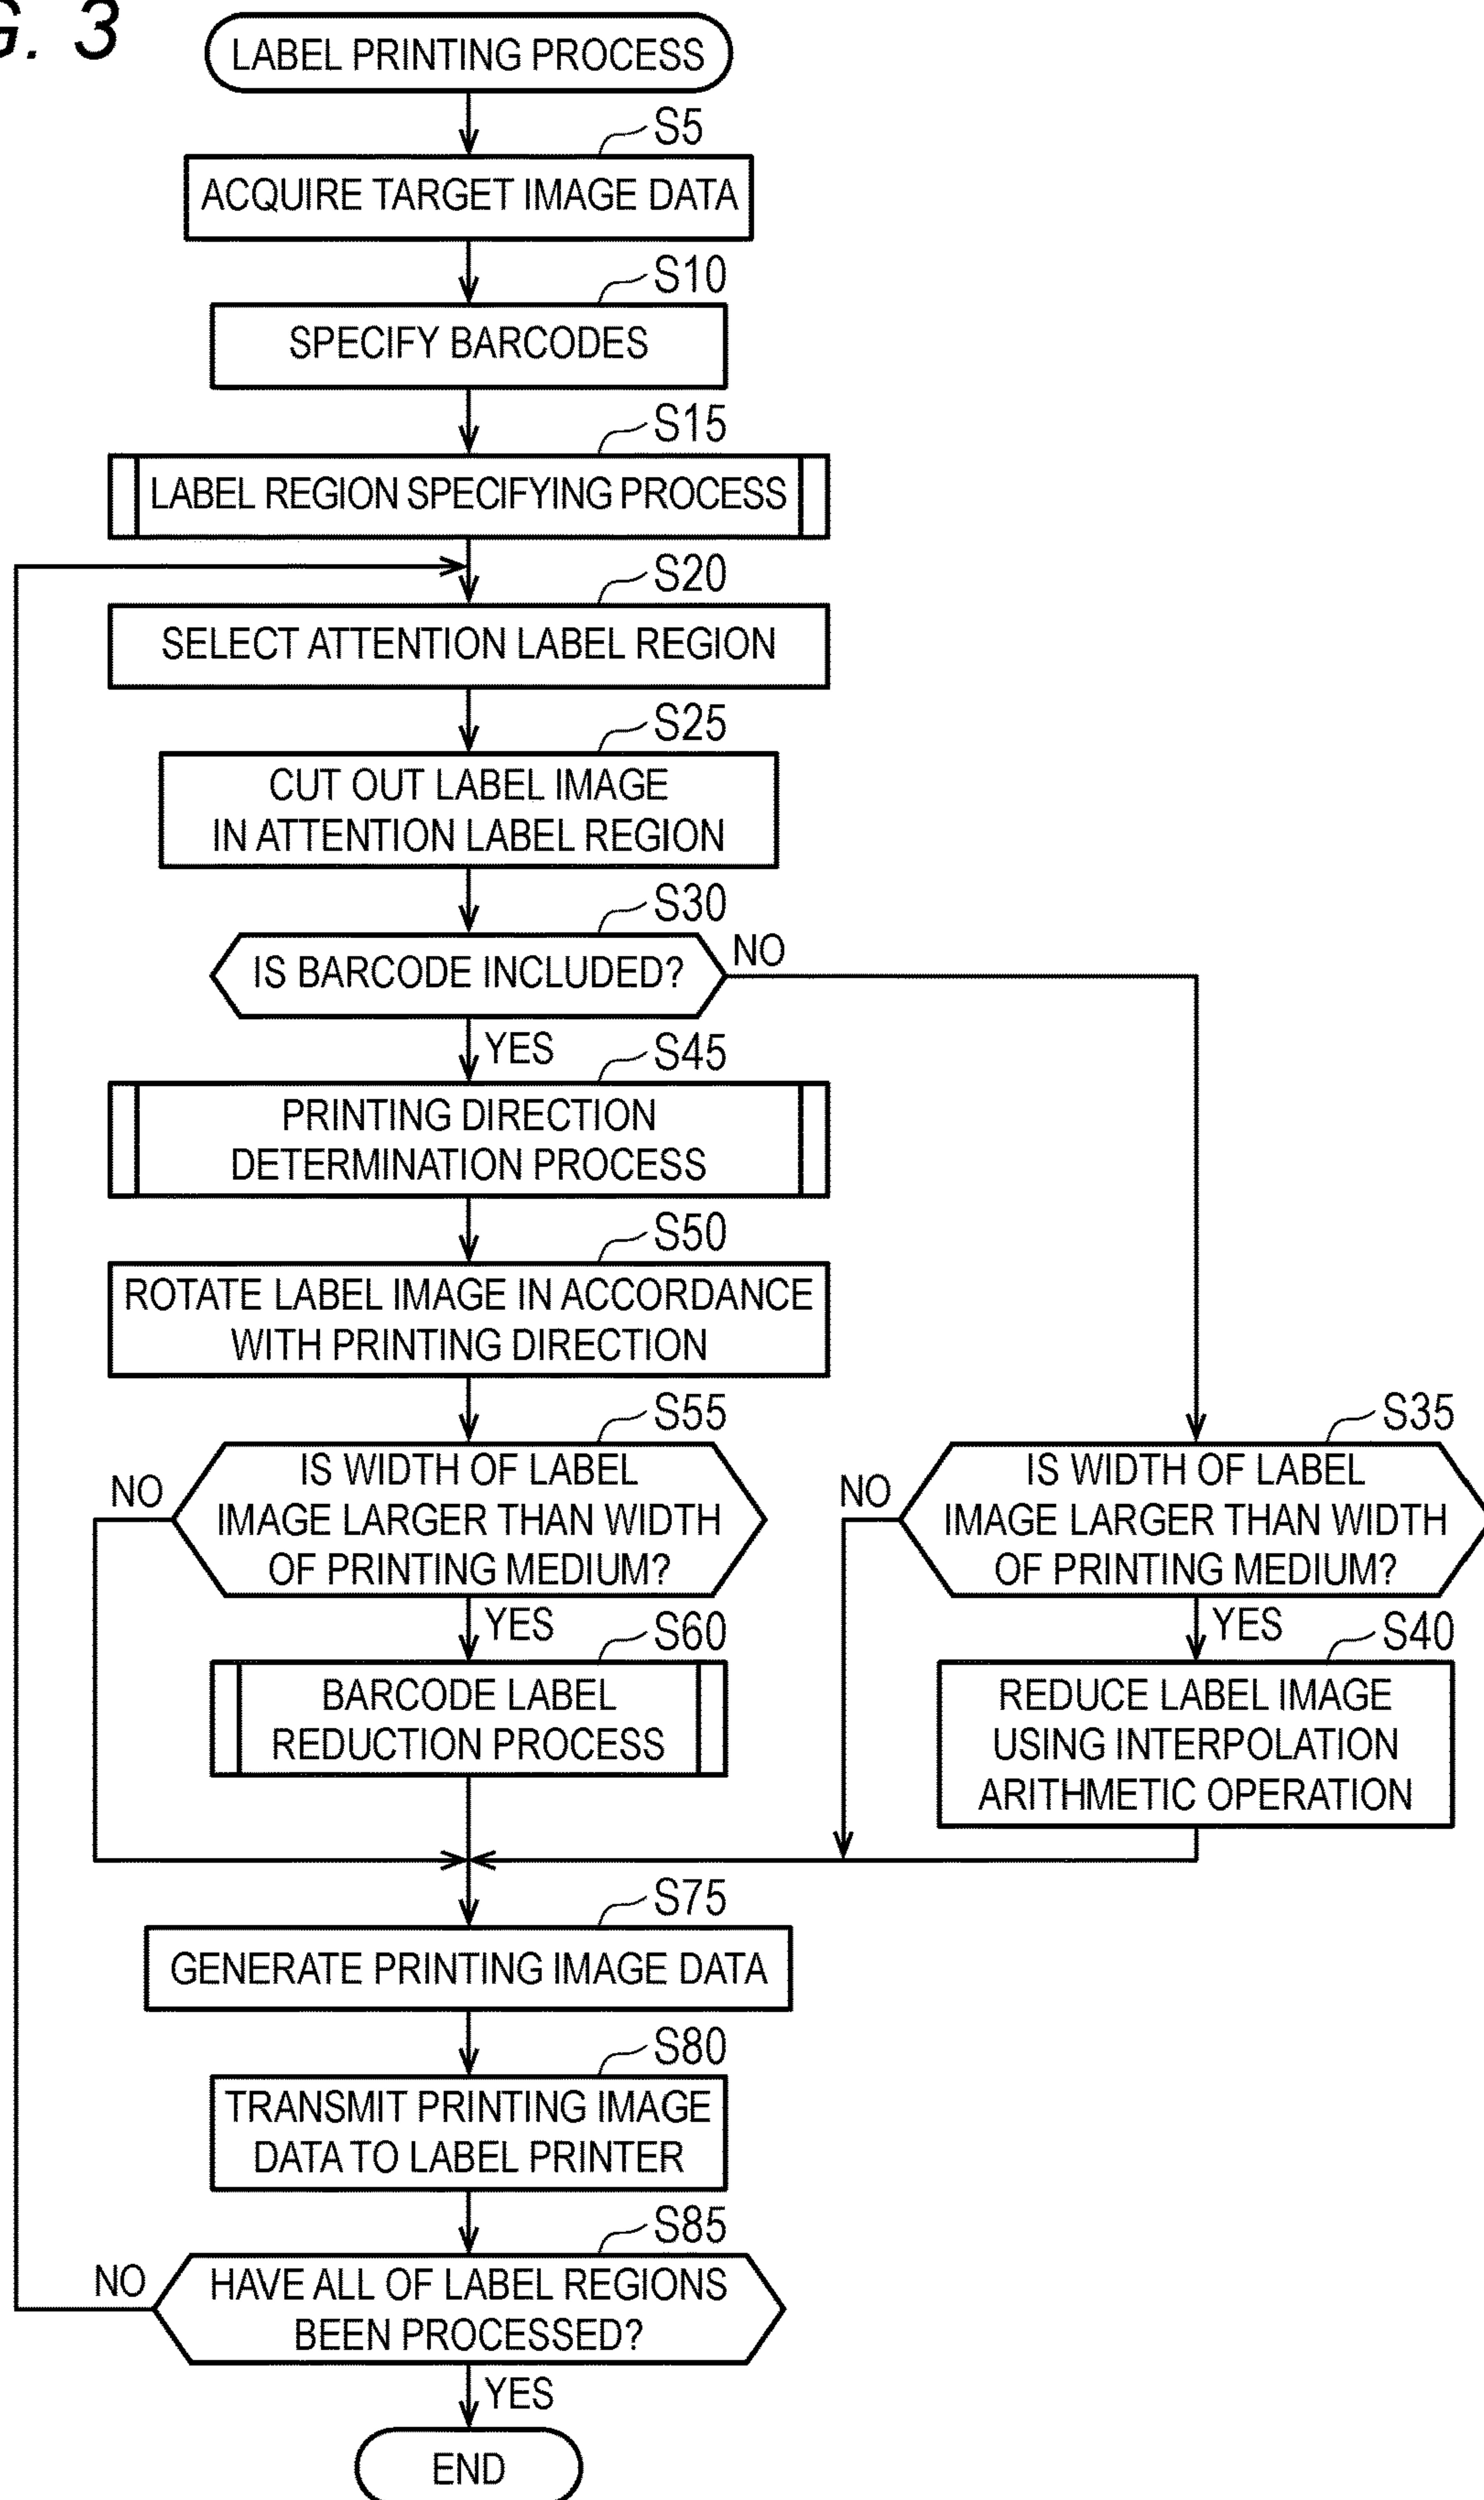 G. 3
LABEL PRINTING PROCESS
S5
ACQUIRE TARGET IMAGE DATA
S10
SPECIFY BARCODES
S15
LABEL REGION SPECIFYING PROCESS
S20
SELECT ATTENTION LABEL REGION
S25
CUT OUT LABEL IMAGE
IN ATTENTION LABEL REGION
S30
IS BARCODE INCLUDED?
NO
YES
S45
PRINTING DIRECTION
DETERMINATION PROCESS
S50
ROTATE LABEL IMAGE IN ACCORDANCE
WITH PRINTING DIRECTION
S55
NO
IS WIDTH OF LABEL
IMAGE LARGER THAN WIDTH
OF PRINTING MEDIUM?
YES
S35
NO
IS WIDTH OF LABEL
IMAGE LARGER THAN WIDTH
OF PRINTING MEDIUM?
YES
S60
BARCODE LABEL
REDUCTION PROCESS
S40
REDUCE LABEL IMAGE
USING INTERPOLATION
ARITHMETIC OPERATION
S75
GENERATE PRINTING IMAGE DATA
S80
TRANSMIT PRINTING IMAGE
DATA TO LABEL PRINTER
S85
NO
HAVE ALL OF LABEL REGIONS
BEEN PROCESSED?
YES
END